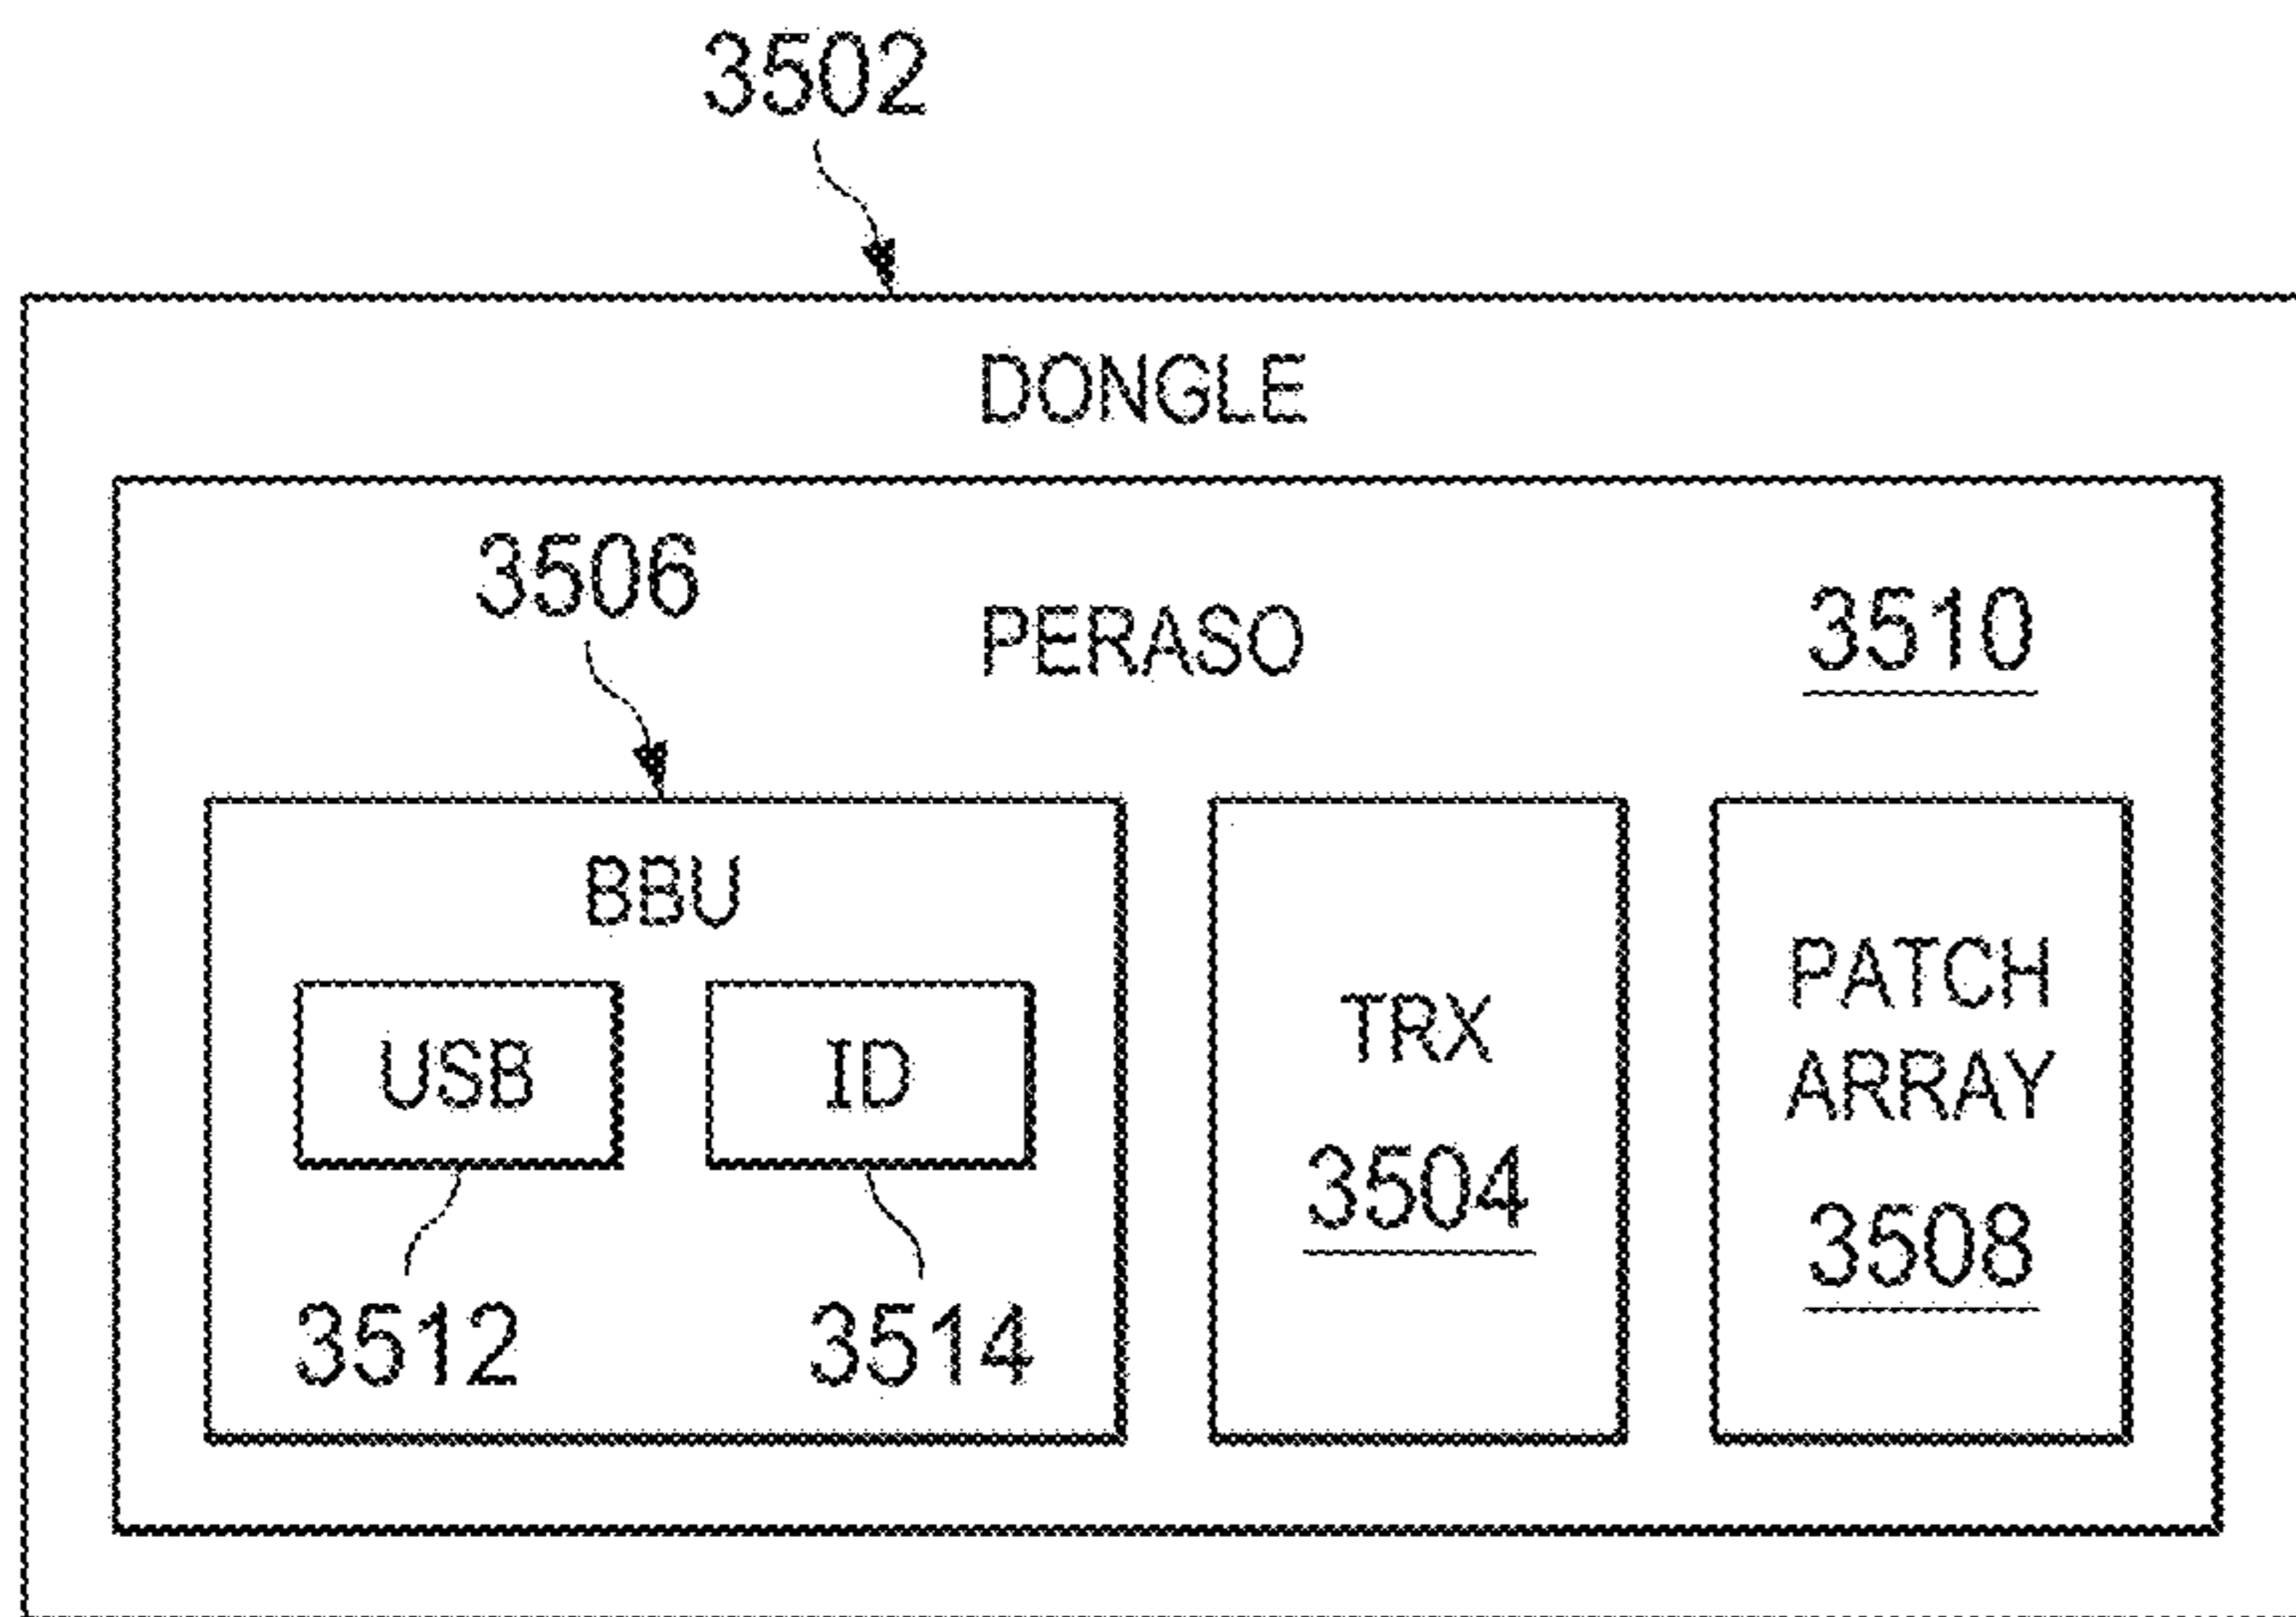 3502
DONGLE
3506
PERASO
3510
BBU
USB
ID
3512
3514
TRX
3504
PATCH
ARRAY
3508